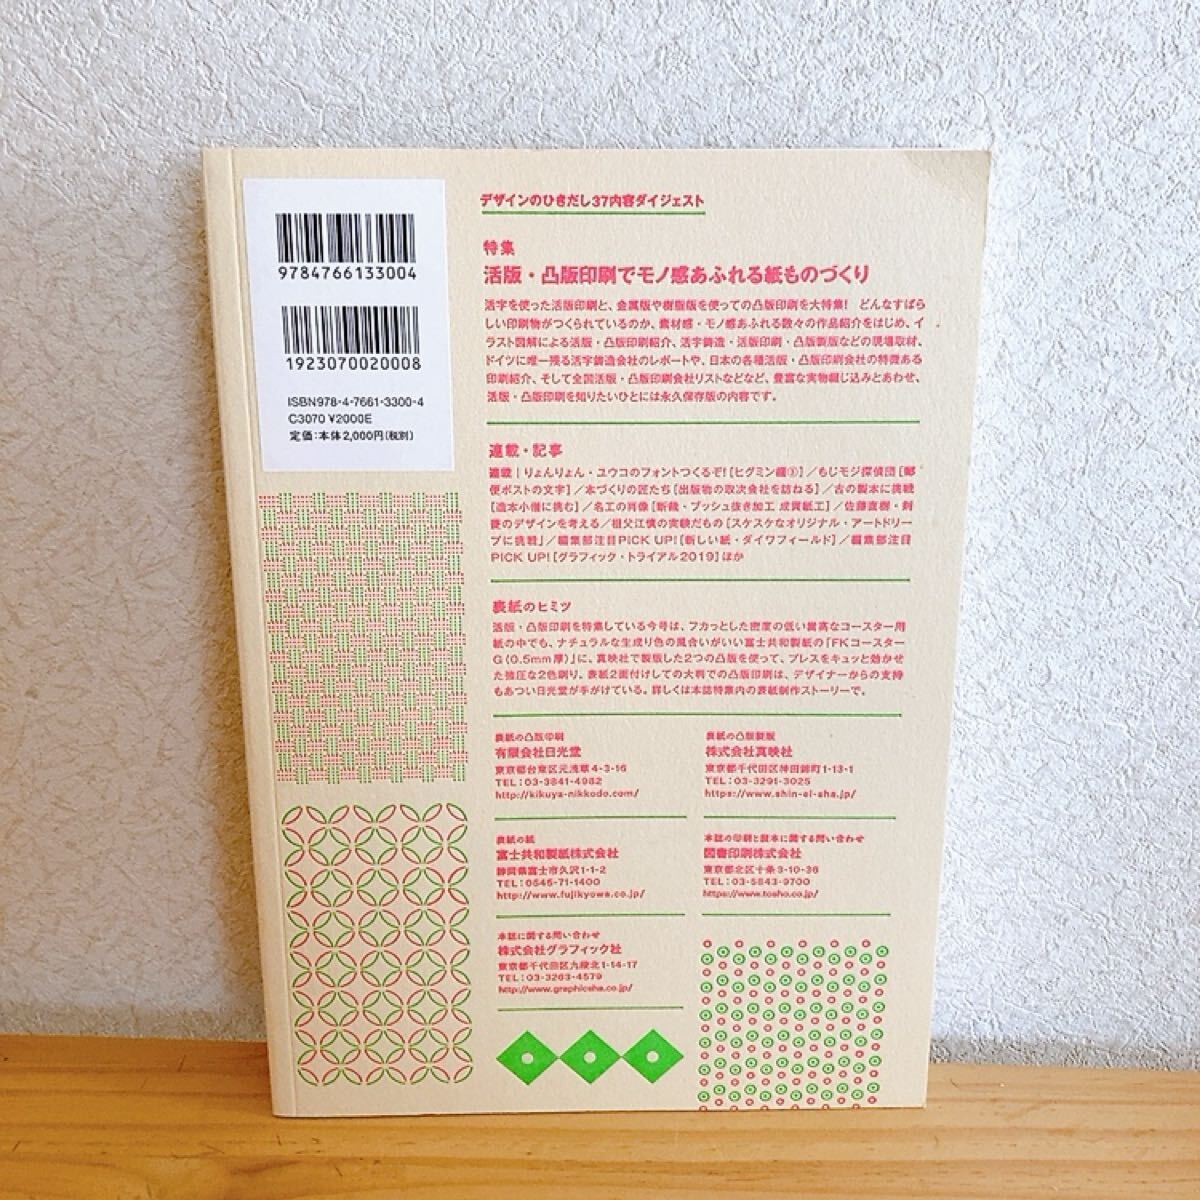 9784766133004
1923070020008
ISBN978-4-7661-3300-4
C3070 ¥2000E
定価:本体2,000円(税別)
デザインのひきだし37内容ダイジェスト
特集
活版・凸版印刷でモノ感あふれる紙ものづくり
活字を使った活版印刷と、金属版や樹脂版を使っての凸版印刷を大特集! どんなすばら
しい印刷物がつくられているのか、素材感・モノ感あふれる数々の作品紹介をはじめ、イ
ラスト図解による活版・凸版印刷紹介、活字鋳造・活版印刷・凸版製版などの現場取材、
ドイツに唯一残る活字鋳造会社のレポートや、日本の各種活版・凸版印刷会社の特徴ある
印刷紹介、そして全国活版・凸版印刷会社リストなどなど、豊富な実物綴じ込みとあわせ、
活版・凸版印刷を知りたいひとには永久保存版の内容です。
連載・記事
連載|りょんりょん・ユウコのフォントつくるぞ!［ヒグミン編③］/もじモジ探偵団［郵
便ポストの文字］/本づくりの匠たち［出版物の取次会社を訪ねる］/古の製本に挑戦
［造本小僧に挑む］/名工の肖像［断裁・プッシュ抜き加工 成賀紙工］/佐藤直樹・刹
那のデザインを考える/祖父江慎の実験だもの［スケスケなオリジナル・アートドリー
プに挑戦］/編集部注目PICK UP!［新しい紙・ダイワフィールド］/編集部注目
PICK UP!［グラフィック・トライアル2019］ほか
表紙のヒミツ
活版・凸版印刷を特集している今号は、フカっとした密度の低い嵩高なコースター用
紙の中でも、ナチュラルな生成り色の風合いがいい富士共和製紙の「FKコースター
G(0.5mm厚)」に、真映社で製版した2つの凸版を使って、プレスをキュッと効かせ
た強圧な2色刷り。表紙2面付けしての大判での凸版印刷は、デザイナーからの支持
もあつい日光堂が手がけている。詳しくは本誌特集内の表紙制作ストーリーで。
表紙の凸版印刷
有限会社日光堂
東京都台東区元浅草4-3-16
TEL:03-3841-4982
http://kikuya-nikkodo.com/
表紙の凸版製版
株式会社真映社
東京都千代田区神田錦町1-13-1
TEL:03-3291-3025
https://www.shin-ei-sha.jp/
表紙の紙
富士共和製紙株式会社
静岡県富士市久沢1-1-2
TEL:0545-71-1400
http://www.fujikyowa.co.jp/
本誌の印刷と製本に関する問い合わせ
図書印刷株式会社
東京都北区十条3-10-36
TEL:03-5843-9700
https://www.tosho.co.jp/
本誌に関する問い合わせ
株式会社グラフィック社
東京都千代田区九段北1-14-17
TEL:03-3263-4579
http://www.graphicsha.co.jp/